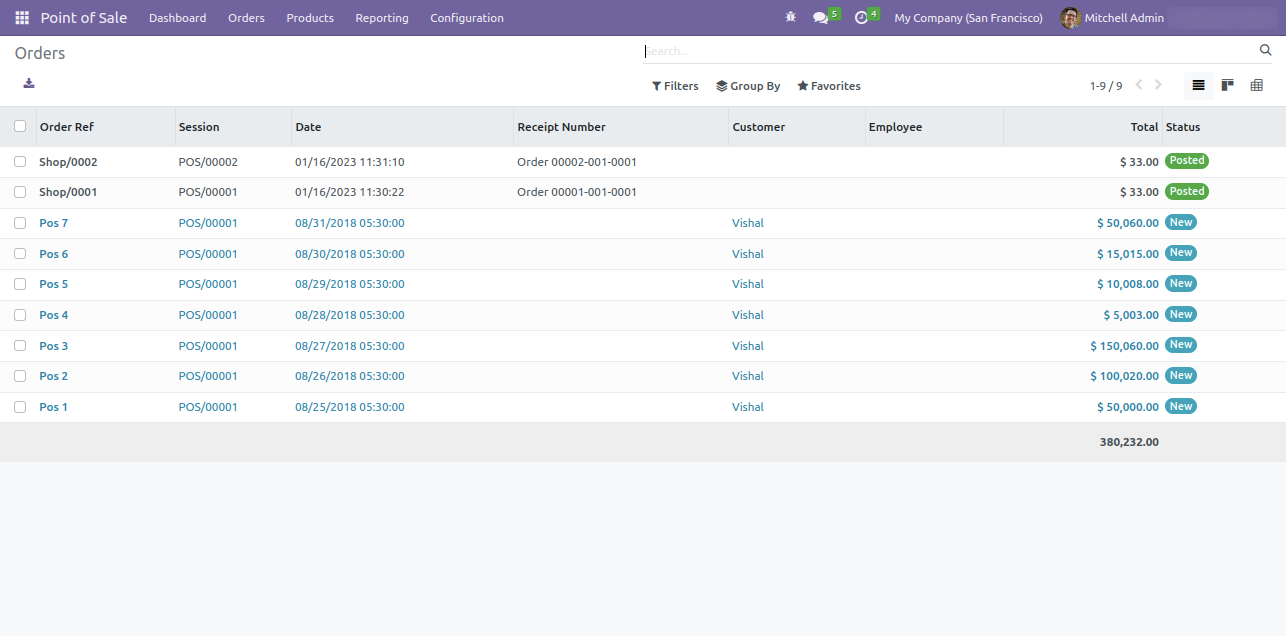 Point of Sale Dashboard Orders Products Reporting Configuration 5 4 My Company (San Francisco) Mitchell Admin
Orders Search...
Filters Group By Favorites 1-9 / 9
Order Ref Session Date Receipt Number Customer Employee Total Status
Shop/0002 POS/00002 01/16/2023 11:31:10 Order 00002-001-0001 $ 33.00 Posted
Shop/0001 POS/00001 01/16/2023 11:30:22 Order 00001-001-0001 $ 33.00 Posted
Pos 7 POS/00001 08/31/2018 05:30:00 Vishal $ 50,060.00 New
Pos 6 POS/00001 08/30/2018 05:30:00 Vishal $ 15,015.00 New
Pos 5 POS/00001 08/29/2018 05:30:00 Vishal $ 10,008.00 New
Pos 4 POS/00001 08/28/2018 05:30:00 Vishal $ 5,003.00 New
Pos 3 POS/00001 08/27/2018 05:30:00 Vishal $ 150,060.00 New
Pos 2 POS/00001 08/26/2018 05:30:00 Vishal $ 100,020.00 New
Pos 1 POS/00001 08/25/2018 05:30:00 Vishal $ 50,000.00 New
380,232.00